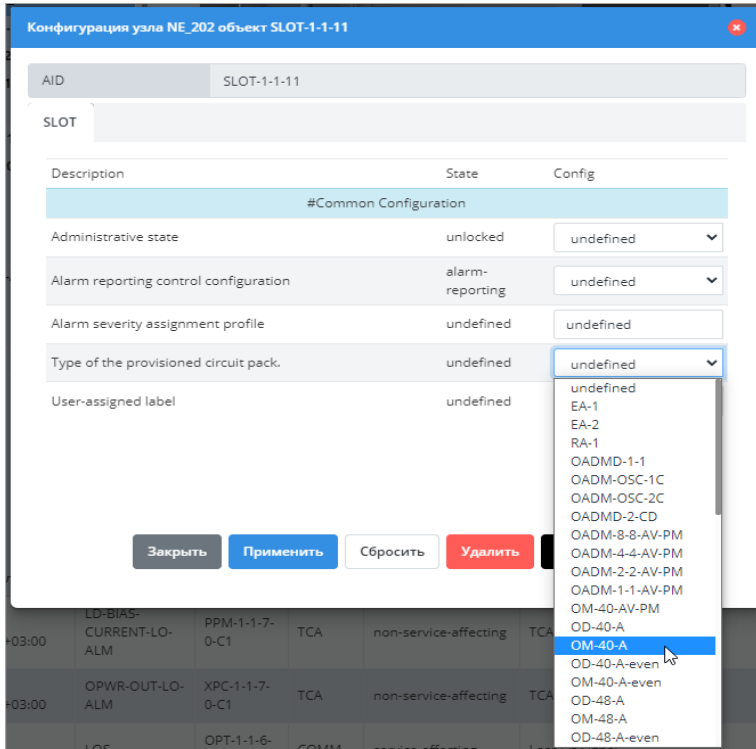 Конфигурация узла NE_202 объект SLOT-1-1-11
AID SLOT-1-1-11
SLOT
Description State Config
#Common Configuration
Administrative state unlocked undefined
Alarm reporting control configuration alarm-
reporting undefined
Alarm severity assignment profile undefined undefined
Type of the provisioned circuit pack. undefined undefined
User-assigned label undefined
undefined
EA-1
EA-2
RA-1
OADMD-1-1
OADM-OSC-1C
OADM-OSC-2C
OADMD-2-CD
OADM-8-8-AV-PM
OADM-4-4-AV-PM
OADM-2-2-AV-PM
OADM-1-1-AV-PM
OM-40-AV-PM
OD-40-A
OM-40-A
OD-40-A-even
OM-40-A-even
OD-48-A
OM-48-A
OD-48-A-even
Закрыть Применить Сбросить Удалить
+03:00 LD-BIAS-
CURRENT-LO-
ALM PPM-1-1-7-
0-C1 TCA non-service-affecting TCA
+03:00 OPWR-OUT-LO-
ALM XPC-1-1-7-
0-C1 TCA non-service-affecting TCA
LOS OPT-1-1-6- COMM